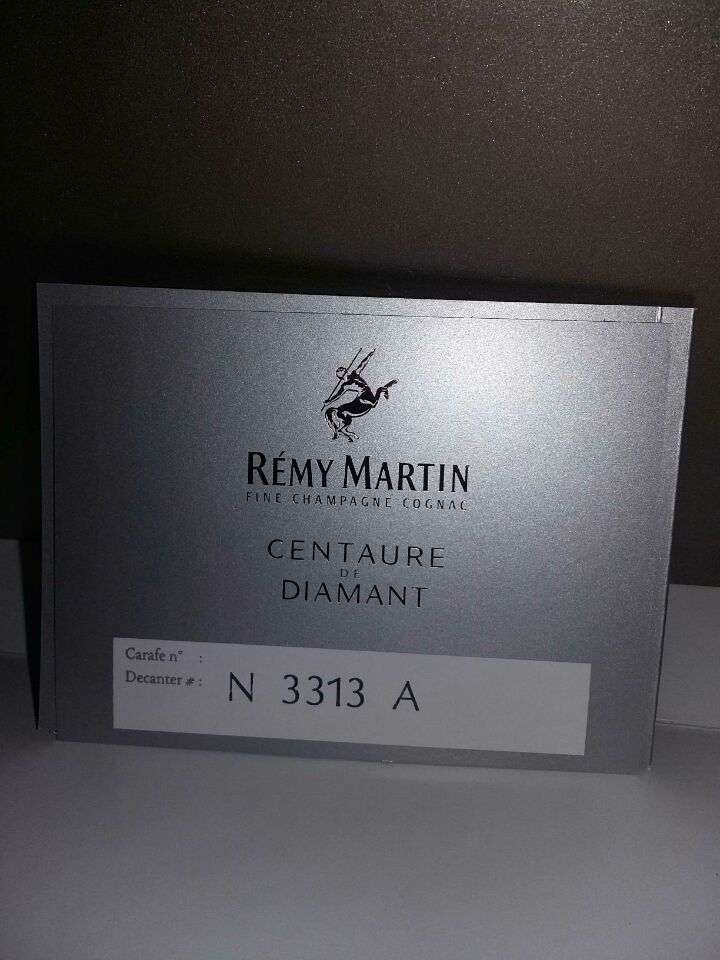 RÉMY MARTIN
FINE CHAMPAGNE COGNAC
CENTAURE
DE
DIAMANT
Carafe n° :
Decanter # : N 3313 A